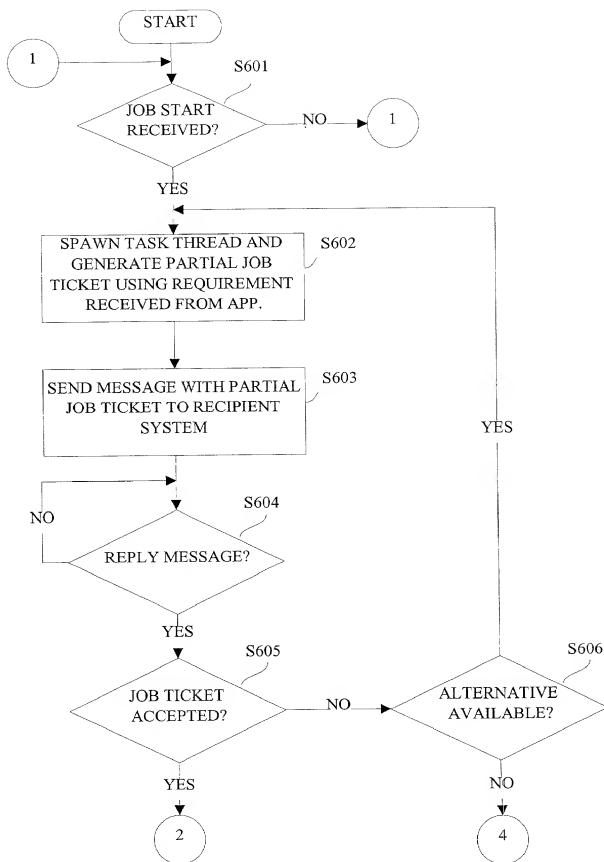 START
1
S601
JOB START
RECEIVED?
NO
1
YES
SPAWN TASK THREAD AND
GENERATE PARTIAL JOB
TICKET USING REQUIREMENT
RECEIVED FROM APP.
S602
SEND MESSAGE WITH PARTIAL
JOB TICKET TO RECIPIENT
SYSTEM
S603
YES
NO
S604
REPLY MESSAGE?
YES
S605
JOB TICKET
ACCEPTED?
NO
S606
ALTERNATIVE
AVAILABLE?
YES
NO
2
4